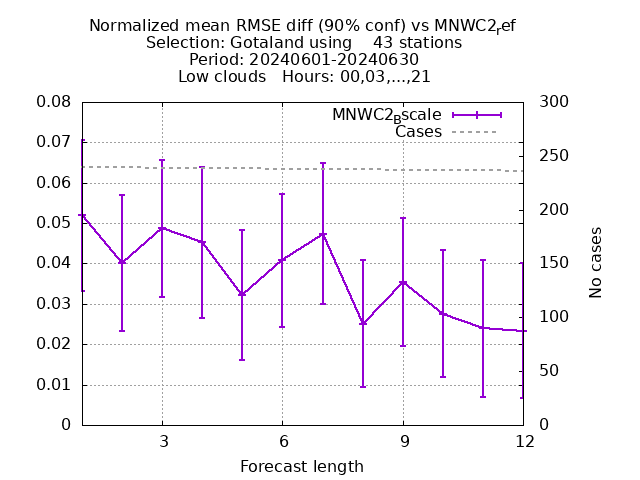 Normalized mean RMSE diff (90% conf) vs MNWC2_ref
Selection: Gotaland using    43 stations
Period: 20240601-20240630
Low clouds   Hours: 00,03,...,21
MNWC2_Bscale
Cases
0.08
0.07
0.06
0.05
0.04
0.03
0.02
0.01
0
300
250
200
150
100
50
0
No cases
3
6
9
12
Forecast length